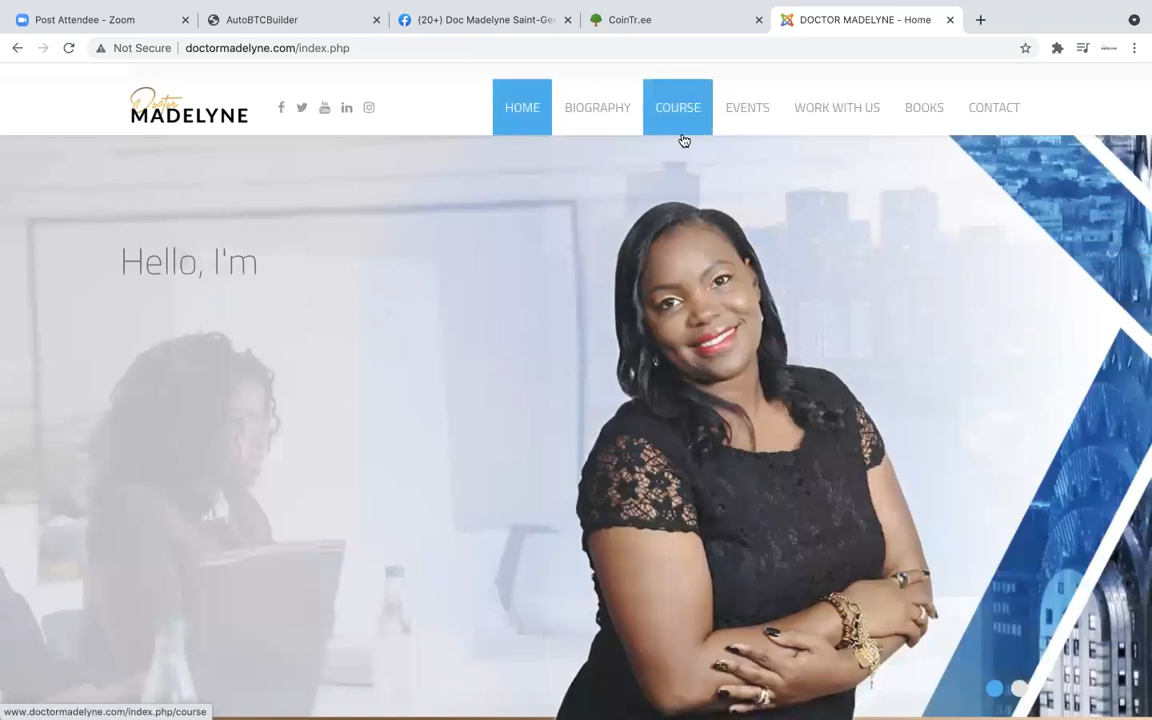 Post Attendee - Zoom
AutoBTCBuilder
(20+) Doc Madelyne Saint-Ge
CoinTr.ee
DOCTOR MADELYNE - Home
Not Secure
doctormadelyne.com/index.php
Doctor
MADELYNE
HOME
BIOGRAPHY
COURSE
EVENTS
WORK WITH US
BOOKS
CONTACT
Hello, I'm
www.doctormadelyne.com/index.php/course